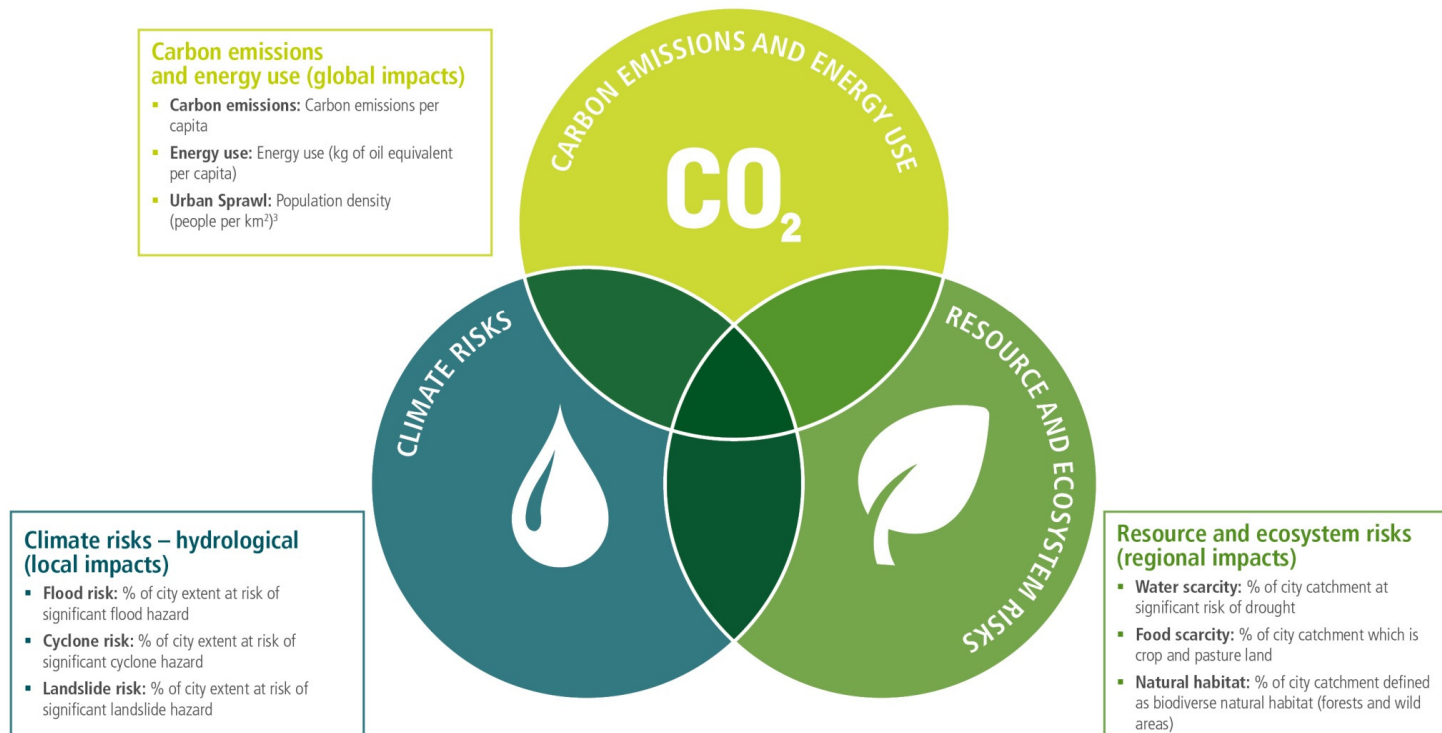 Carbon emissions
and energy use (global impacts)
▪ Carbon emissions: Carbon emissions per
capita
▪ Energy use: Energy use (kg of oil equivalent
per capita)
▪ Urban Sprawl: Population density
(people per km²)³
CARBON EMISSIONS AND ENERGY USE
CO₂
CLIMATE RISKS
RESOURCE AND ECOSYSTEM RISKS
Climate risks – hydrological
(local impacts)
▪ Flood risk: % of city extent at risk of
significant flood hazard
▪ Cyclone risk: % of city extent at risk of
significant cyclone hazard
▪ Landslide risk: % of city extent at risk of
significant landslide hazard
Resource and ecosystem risks
(regional impacts)
▪ Water scarcity: % of city catchment at
significant risk of drought
▪ Food scarcity: % of city catchment which is
crop and pasture land
▪ Natural habitat: % of city catchment defined
as biodiverse natural habitat (forests and wild
areas)